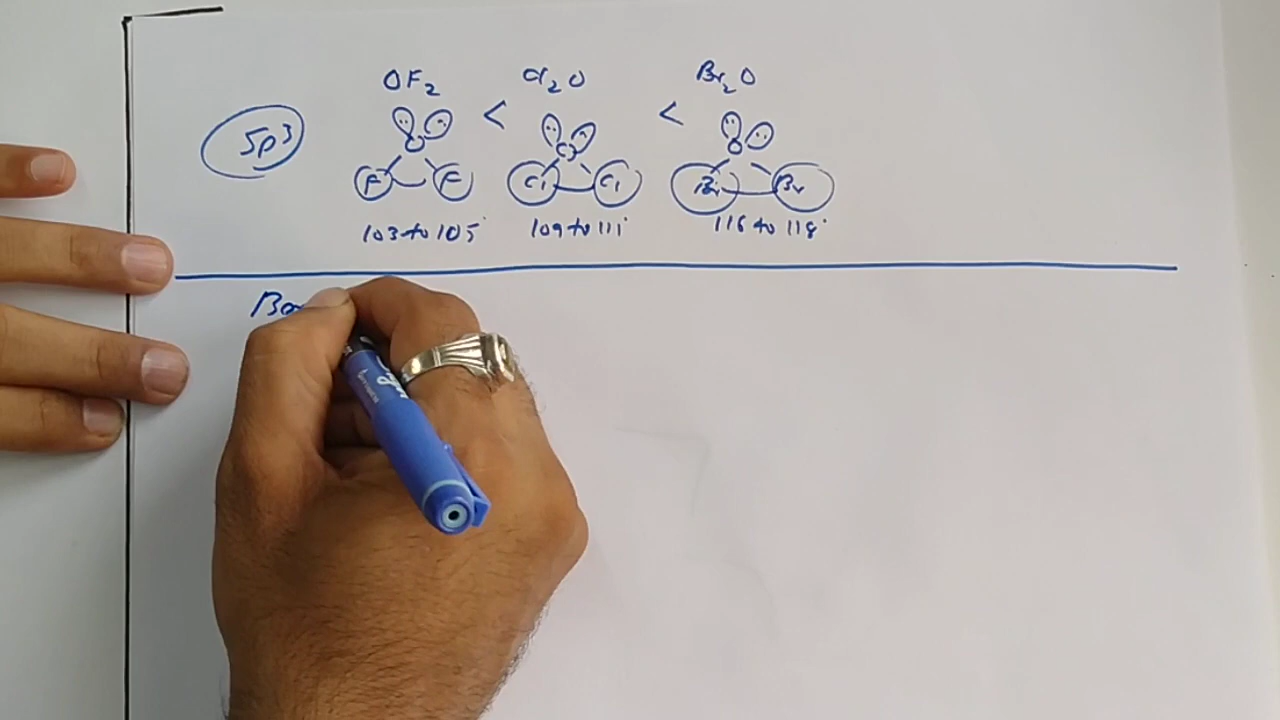 OF2 < Cl2O < Br2O
Sp3
O O O
F F Cl Cl Br Br
103 to 105° 109 to 111° 116 to 118°